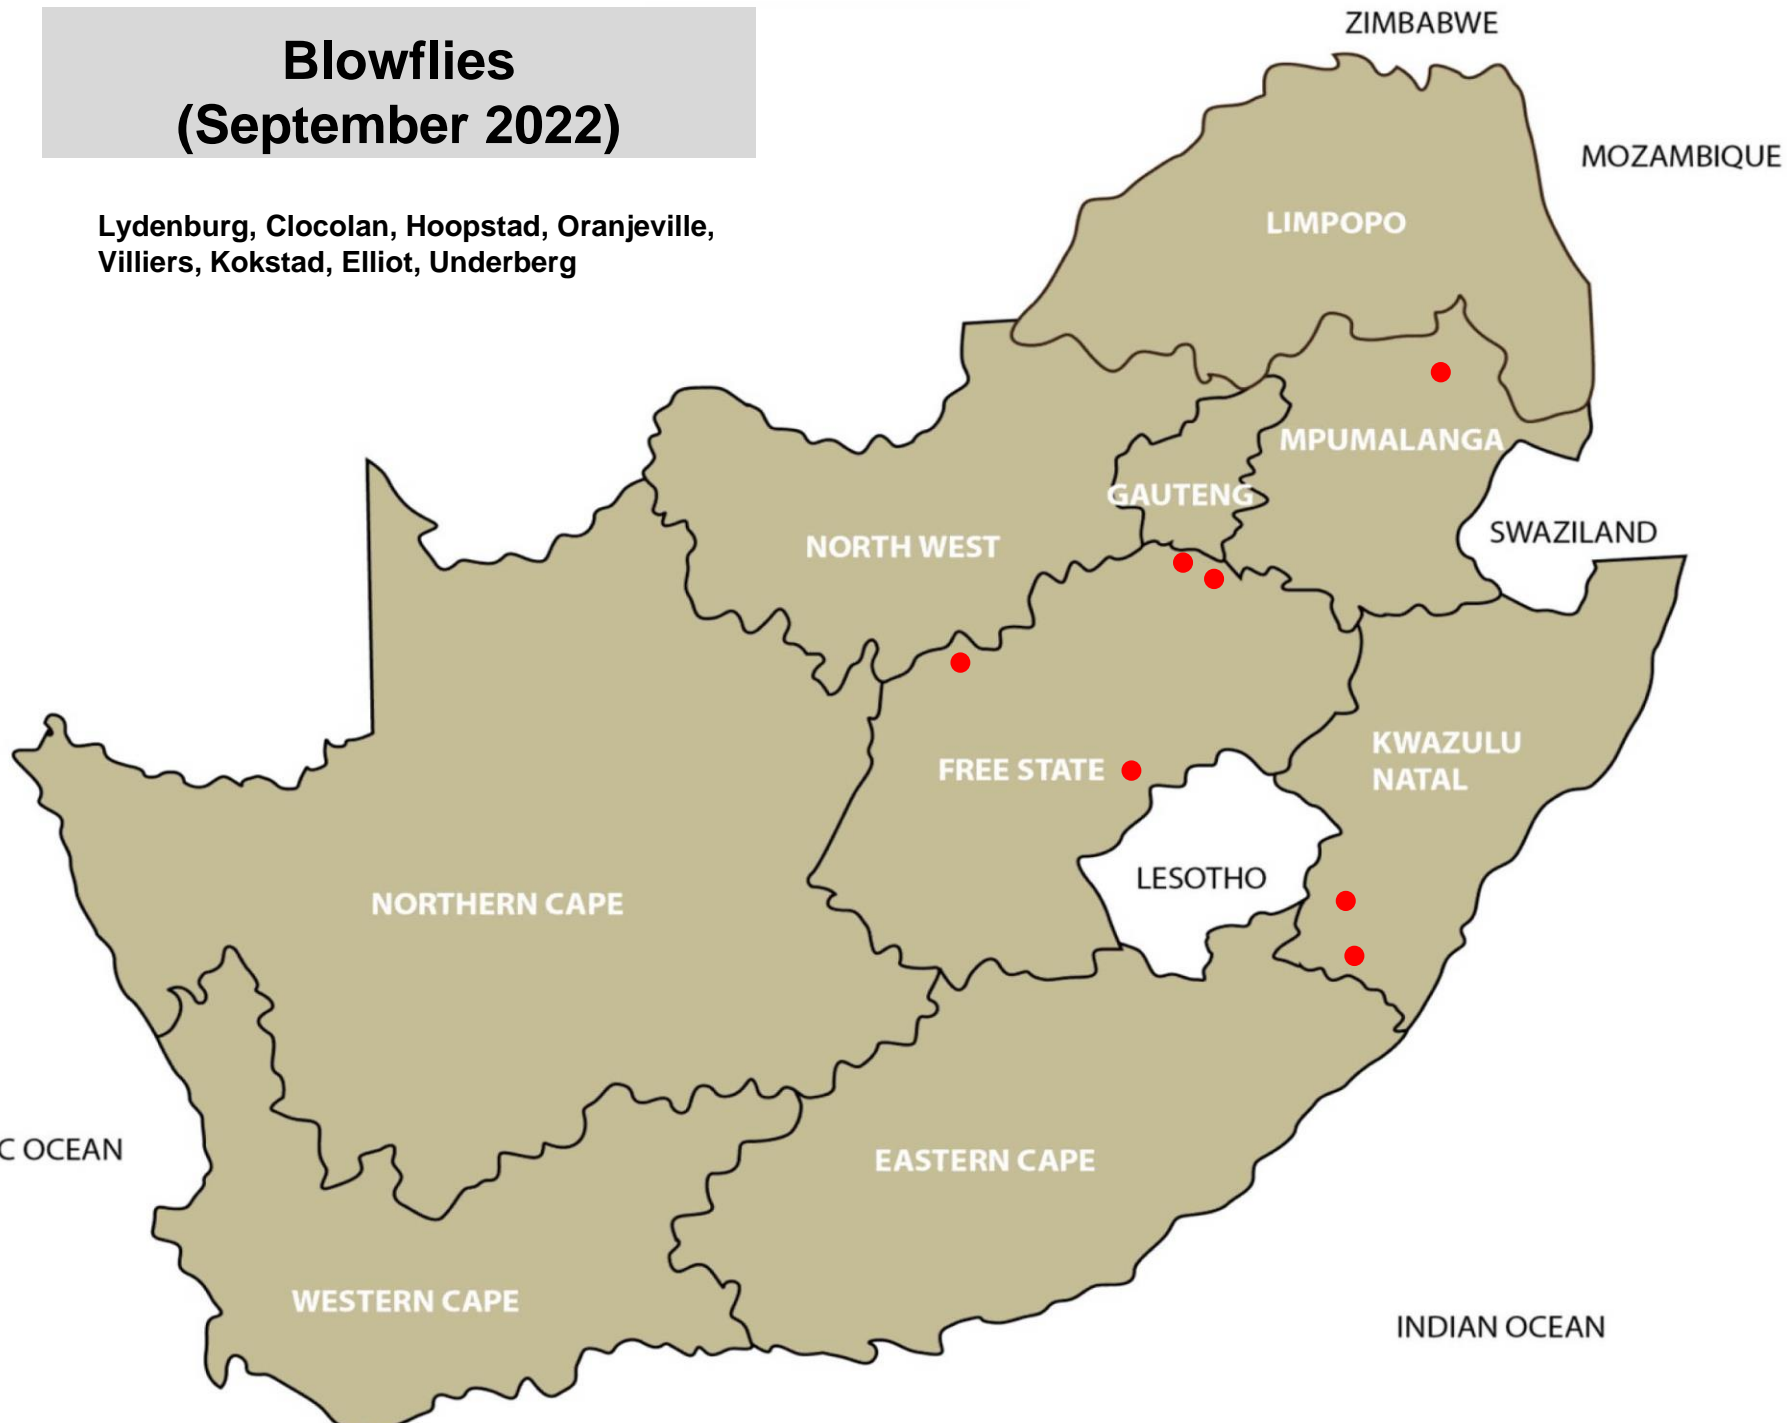 Blowflies
(September 2022)
Lydenburg, Clocolan, Hoopstad, Oranjeville,
Villiers, Kokstad, Elliot, Underberg
ZIMBABWE
MOZAMBIQUE
LIMPOPO
MPUMALANGA
GAUTENG
SWAZILAND
NORTH WEST
KWAZULU
NATAL
FREE STATE
LESOTHO
NORTHERN CAPE
C OCEAN
EASTERN CAPE
WESTERN CAPE
INDIAN OCEAN